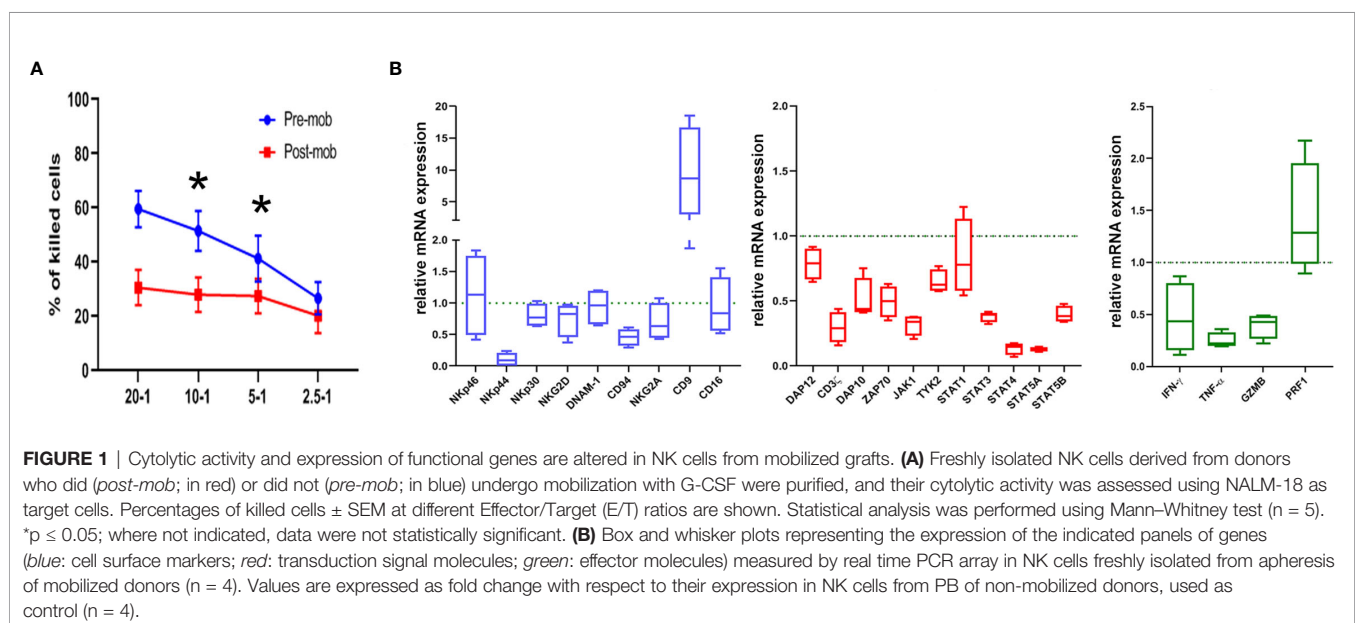 A
B
100
80
60
40
20
0
% of killed cells
Pre-mob
Post-mob
*
*
20-1
10-1
5-1
2.5-1
20
15
10
5
2.0
1.5
1.0
0.5
0.0
relative mRNA expression
NKp46
NKp44
NKp30
NKG2D
DNAM-1
CD94
NKG2A
CD9
CD16
2.0
1.5
1.0
0.5
0.0
relative mRNA expression
DAP12
CD3ζ
DAP10
ZAP70
JAK1
TYK2
STAT1
STAT3
STAT4
STAT5A
STAT5B
2.5
2.0
1.5
1.0
0.5
0.0
relative mRNA expression
IFN-γ
TNF-α
GZMB
PRF1
FIGURE 1 | Cytolytic activity and expression of functional genes are altered in NK cells from mobilized grafts. (A) Freshly isolated NK cells derived from donors
who did (post-mob; in red) or did not (pre-mob; in blue) undergo mobilization with G-CSF were purified, and their cytolytic activity was assessed using NALM-18 as
target cells. Percentages of killed cells ± SEM at different Effector/Target (E/T) ratios are shown. Statistical analysis was performed using Mann–Whitney test (n = 5).
*p ≤ 0.05; where not indicated, data were not statistically significant. (B) Box and whisker plots representing the expression of the indicated panels of genes
(blue: cell surface markers; red: transduction signal molecules; green: effector molecules) measured by real time PCR array in NK cells freshly isolated from apheresis
of mobilized donors (n = 4). Values are expressed as fold change with respect to their expression in NK cells from PB of non-mobilized donors, used as
control (n = 4).